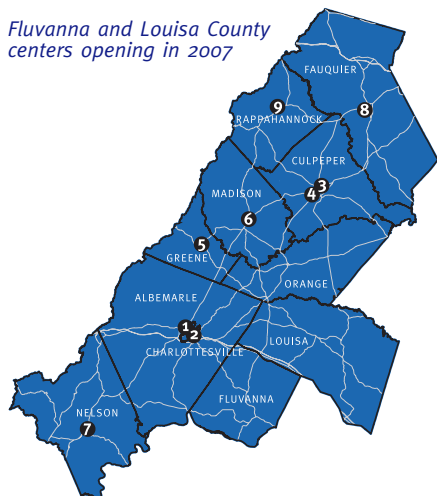 Fluvanna and Louisa County
centers opening in 2007
FAUQUIER
9
8
RAPPAHANNOCK
CULPEPER
3
4
MADISON
6
5
GREENE
ORANGE
ALBEMARLE
1
2
LOUISA
CHARLOTTESVILLE
FLUVANNA
NELSON
7